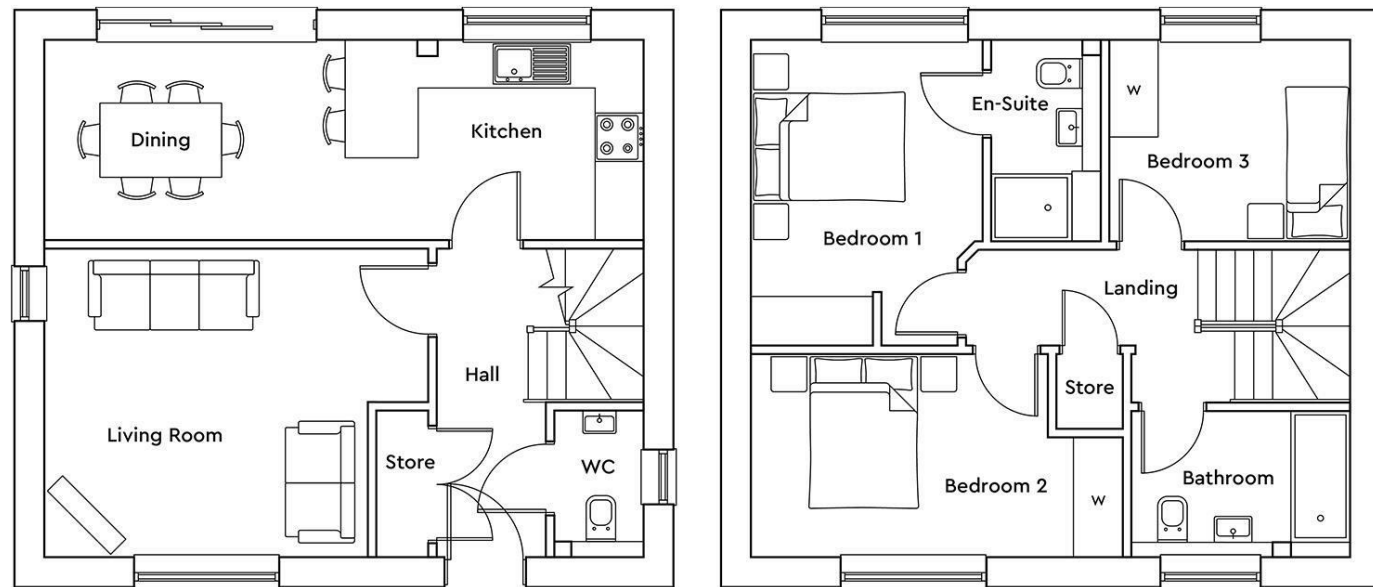 Dining
Kitchen
Hall
Living Room
Store
WC
En-Suite
W
Bedroom 3
Bedroom 1
Landing
Store
Bedroom 2
W
Bathroom